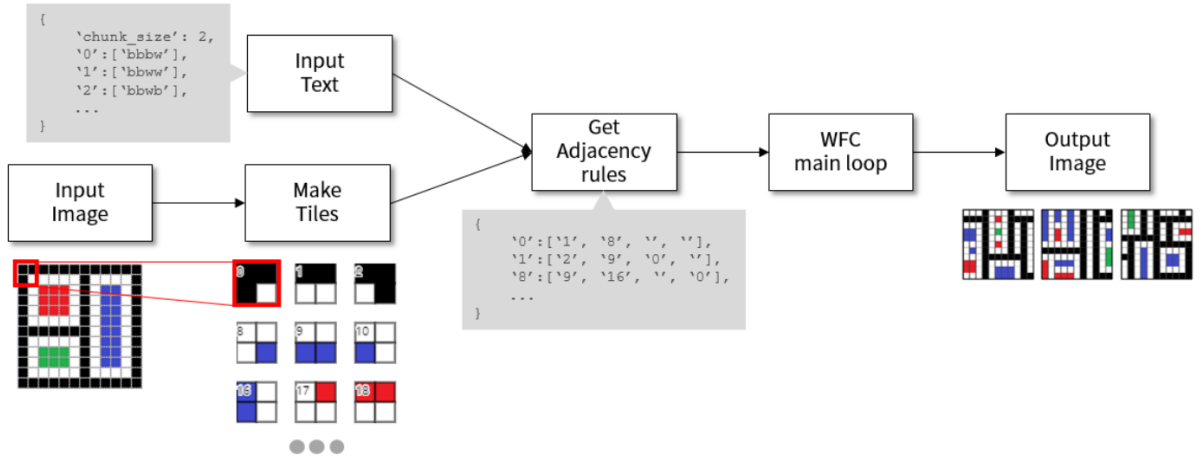 {
‘chunk_size’: 2,
‘0’:[‘bbbw’],
‘1’:[‘bbww’],
‘2’:[‘bbwb’],
...
}
Input
Text
Input
Image
Make
Tiles
Get
Adjacency
rules
WFC
main loop
Output
Image
{
‘0’:[‘1’, ‘8’, ‘’, ‘’],
‘1’:[‘2’, ‘9’, ‘0’, ‘’],
‘8’:[‘9’, ‘16’, ‘’, ‘0’],
...
}
0 1 2
8 9 10
16 17 18